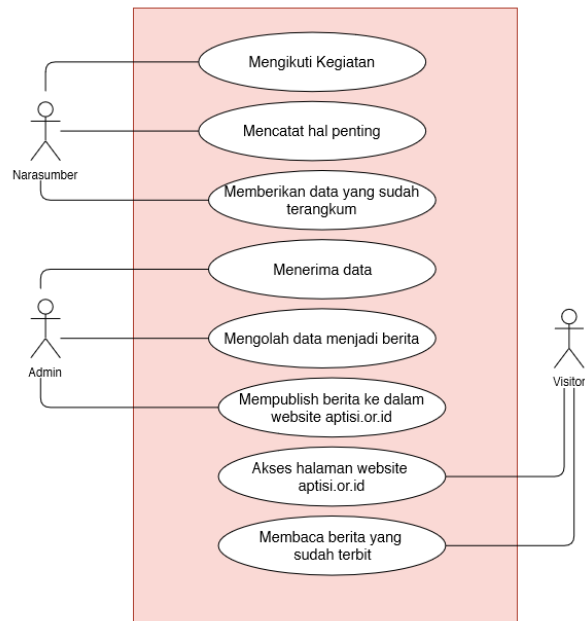 Mengikuti Kegiatan
Mencatat hal penting
Narasumber
Memberikan data yang sudah
terangkum
Menerima data
Mengolah data menjadi berita
Admin
Visitor
Mempublish berita ke dalam
website aptisi.or.id
Akses halaman website
aptisi.or.id
Membaca berita yang
sudah terbit